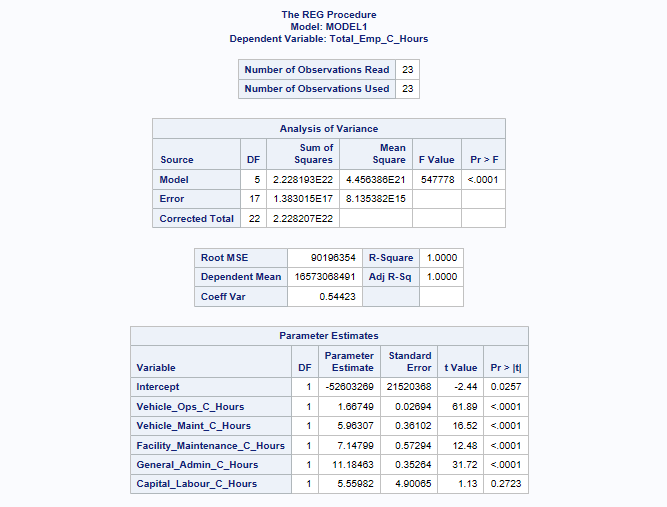 The REG Procedure
Model: MODEL1
Dependent Variable: Total_Emp_C_Hours
Number of Observations Read 23
Number of Observations Used 23
Analysis of Variance
Source DF Sum of Squares Mean Square F Value Pr > F
Model 5 2.228193E22 4.456386E21 547778 <.0001
Error 17 1.383015E17 8.135382E15
Corrected Total 22 2.228207E22
Root MSE 90196354 R-Square 1.0000
Dependent Mean 16573068491 Adj R-Sq 1.0000
Coeff Var 0.54423
Parameter Estimates
Variable DF Parameter Estimate Standard Error t Value Pr > |t|
Intercept 1 -52603269 21520368 -2.44 0.0257
Vehicle_Ops_C_Hours 1 1.66749 0.02694 61.89 <.0001
Vehicle_Maint_C_Hours 1 5.96307 0.36102 16.52 <.0001
Facility_Maintenance_C_Hours 1 7.14799 0.57294 12.48 <.0001
General_Admin_C_Hours 1 11.18463 0.35264 31.72 <.0001
Capital_Labour_C_Hours 1 5.55982 4.90065 1.13 0.2723